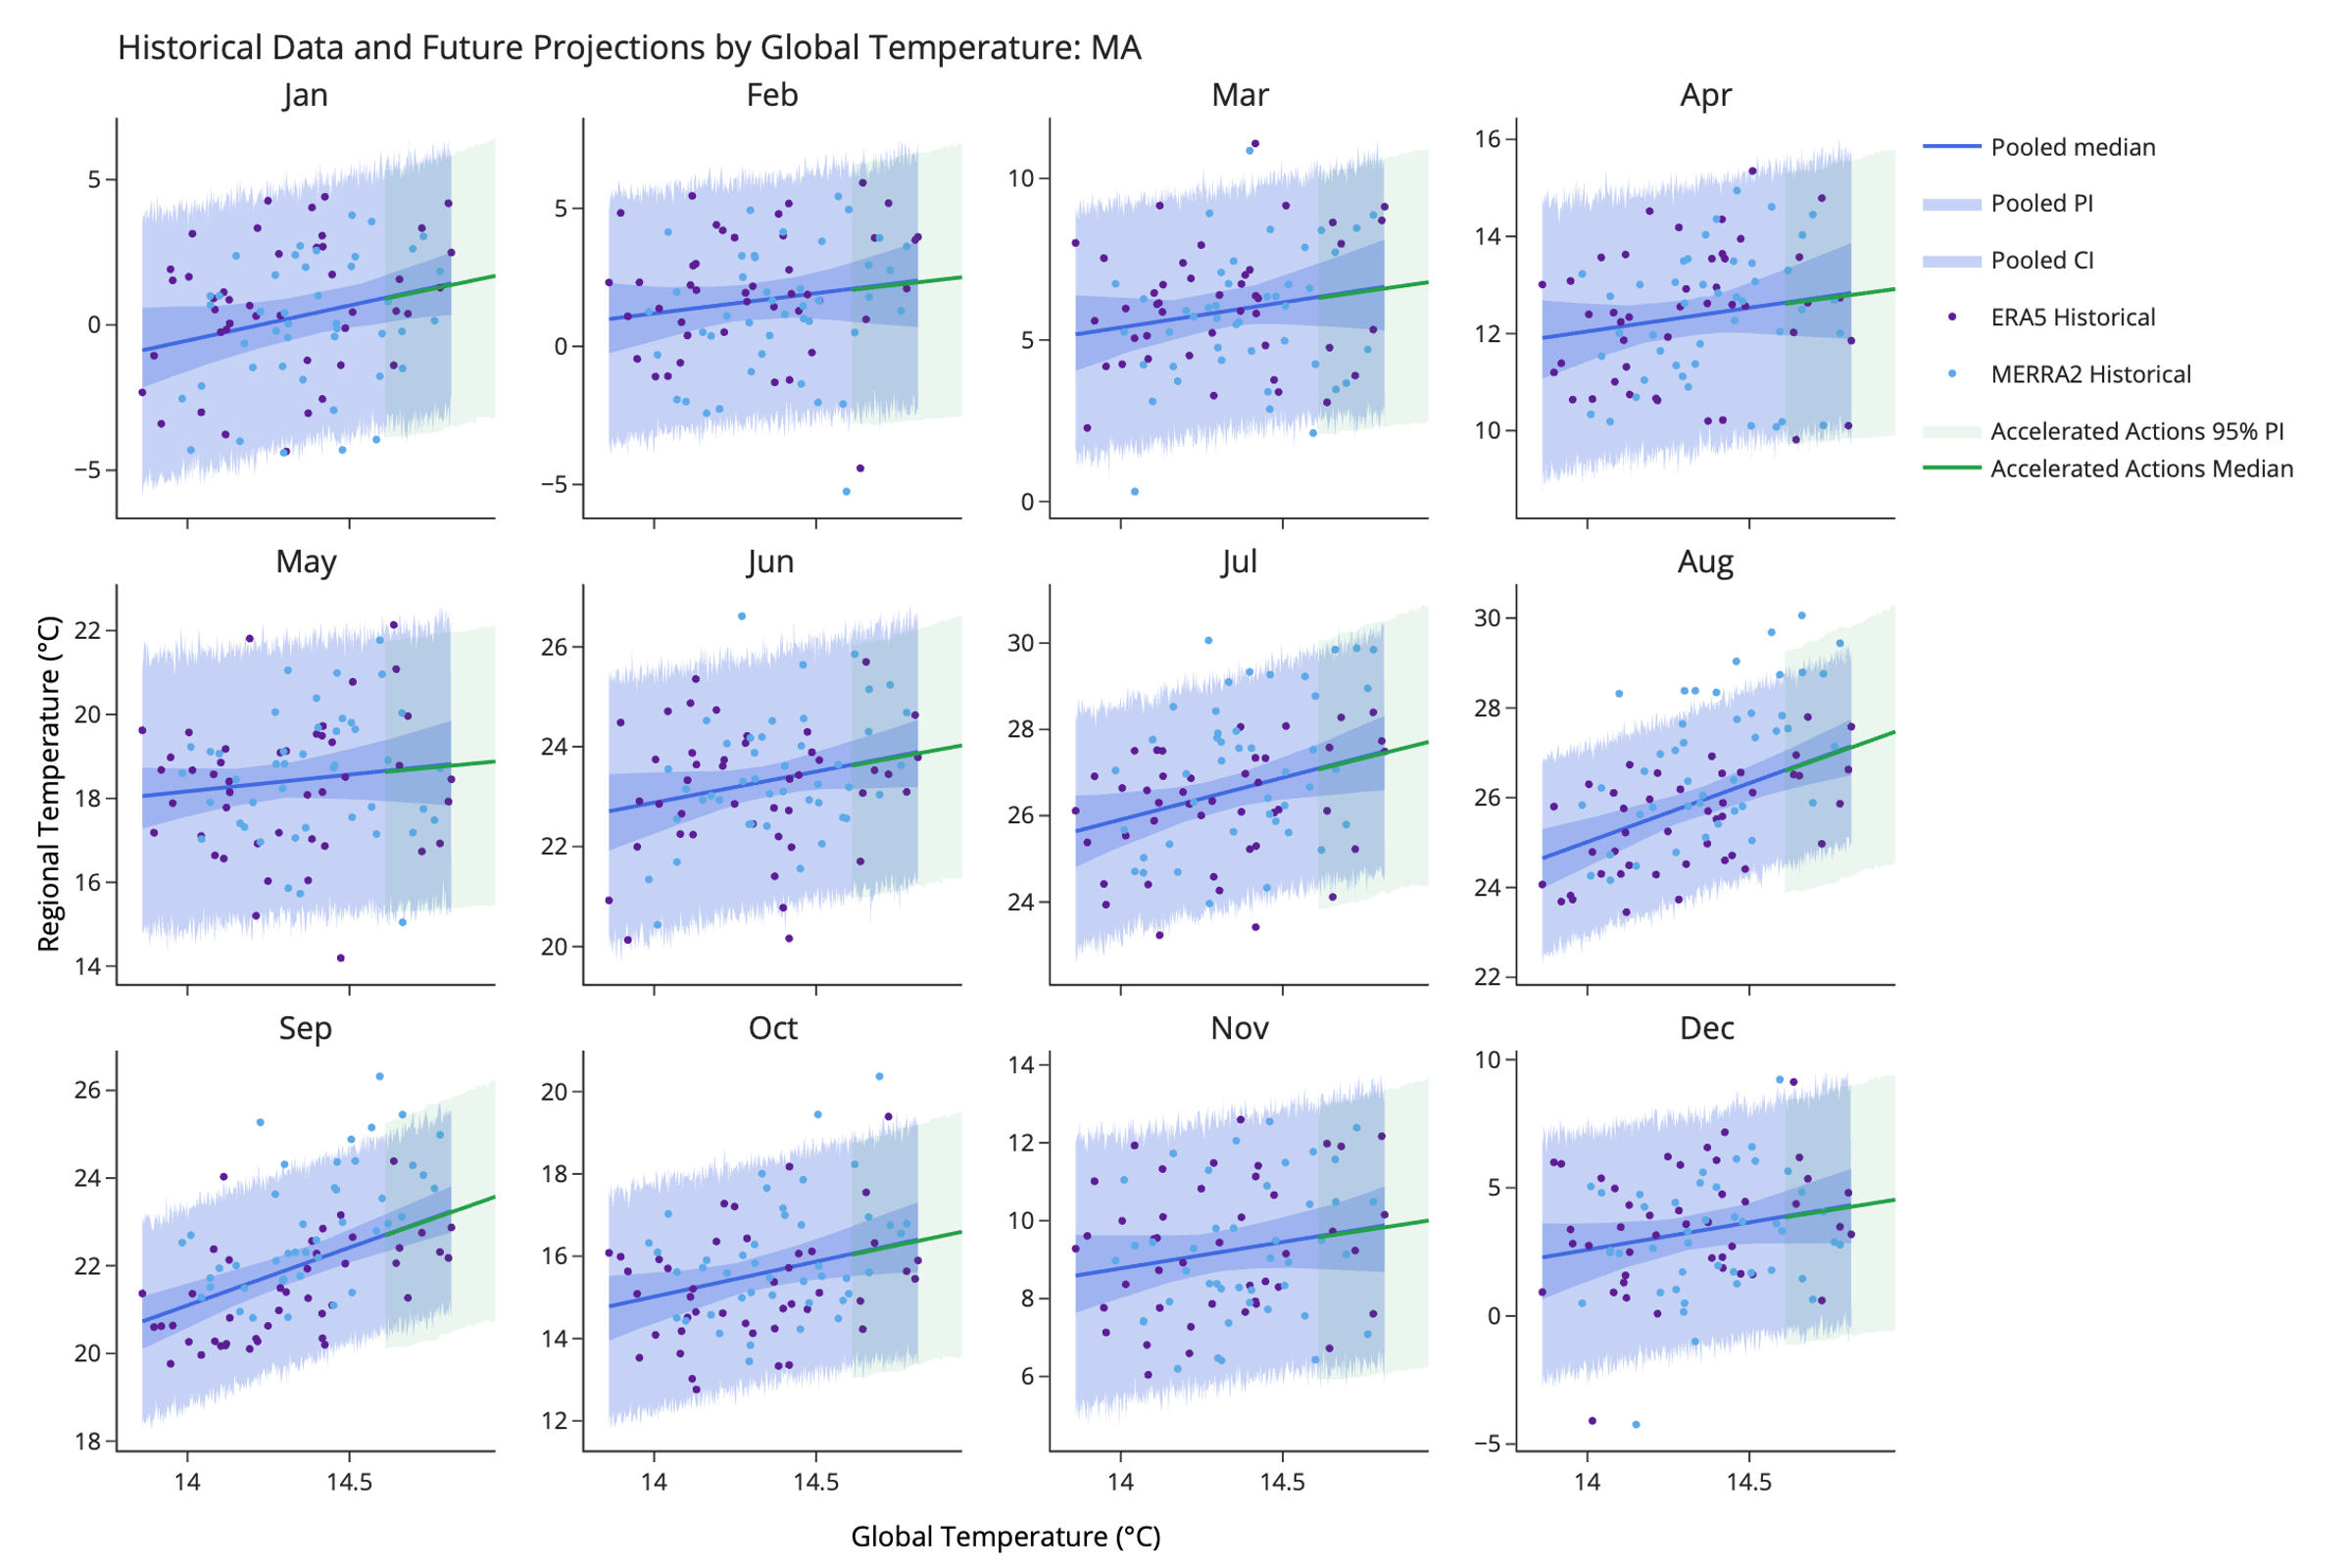 Historical Data and Future Projections by Global Temperature: MA
Jan
Feb
Mar
Apr
5
0
−5
5
0
−5
10
5
0
16
14
12
10
Pooled median
Pooled PI
Pooled CI
ERA5 Historical
MERRA2 Historical
Accelerated Actions 95% PI
Accelerated Actions Median
May
Jun
Jul
Aug
Regional Temperature (°C)
22
20
18
16
14
26
24
22
20
30
28
26
24
30
28
26
24
22
Sep
Oct
Nov
Dec
26
24
22
20
18
20
18
16
14
12
14
12
10
8
6
10
5
0
−5
14 14.5
14 14.5
14 14.5
14 14.5
Global Temperature (°C)